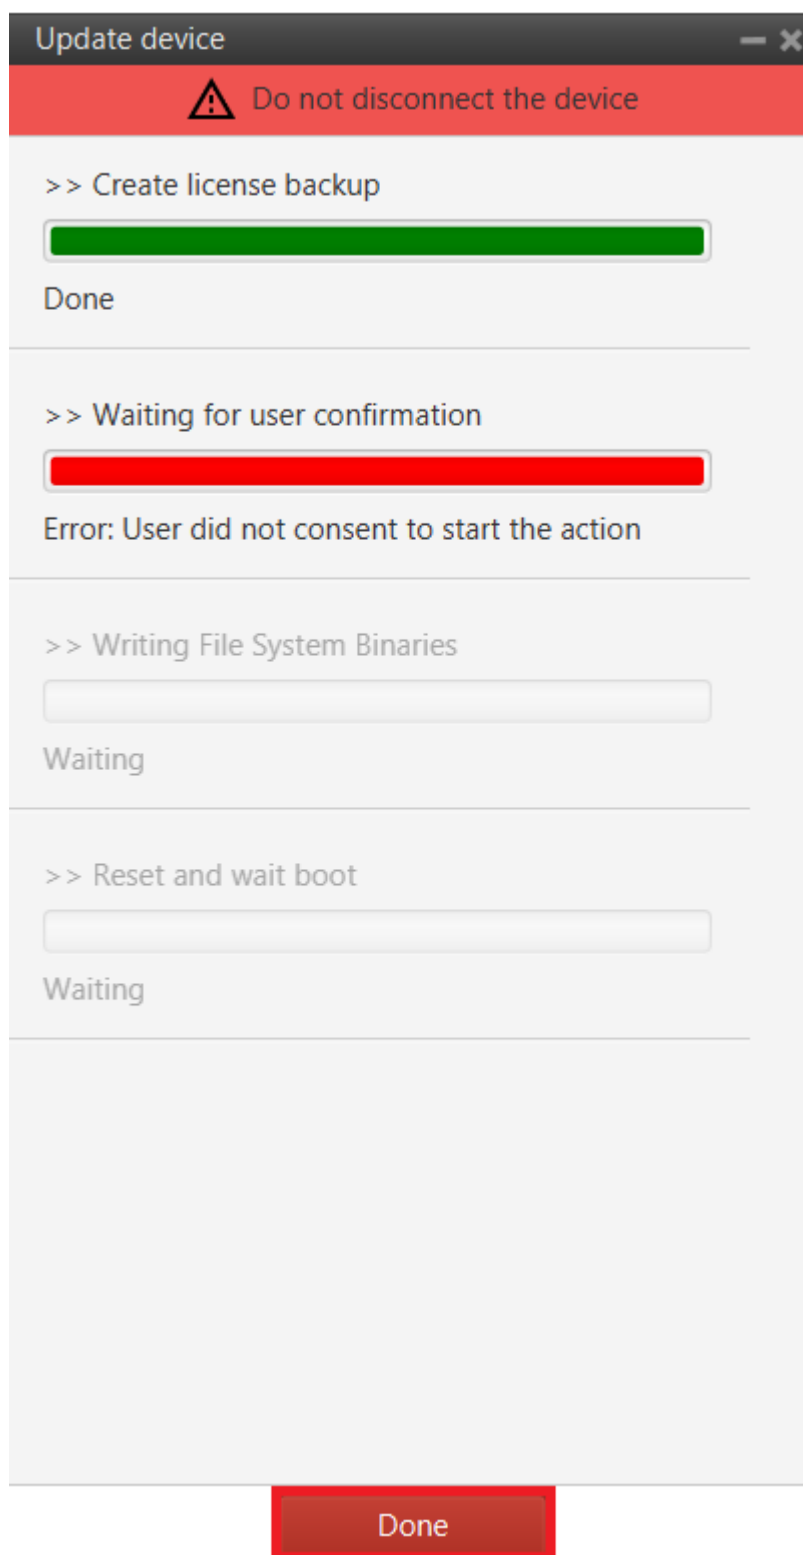 Update device
Do not disconnect the device
>> Create license backup
Done
>> Waiting for user confirmation
Error: User did not consent to start the action
>> Writing File System Binaries
Waiting
>> Reset and wait boot
Waiting
Done